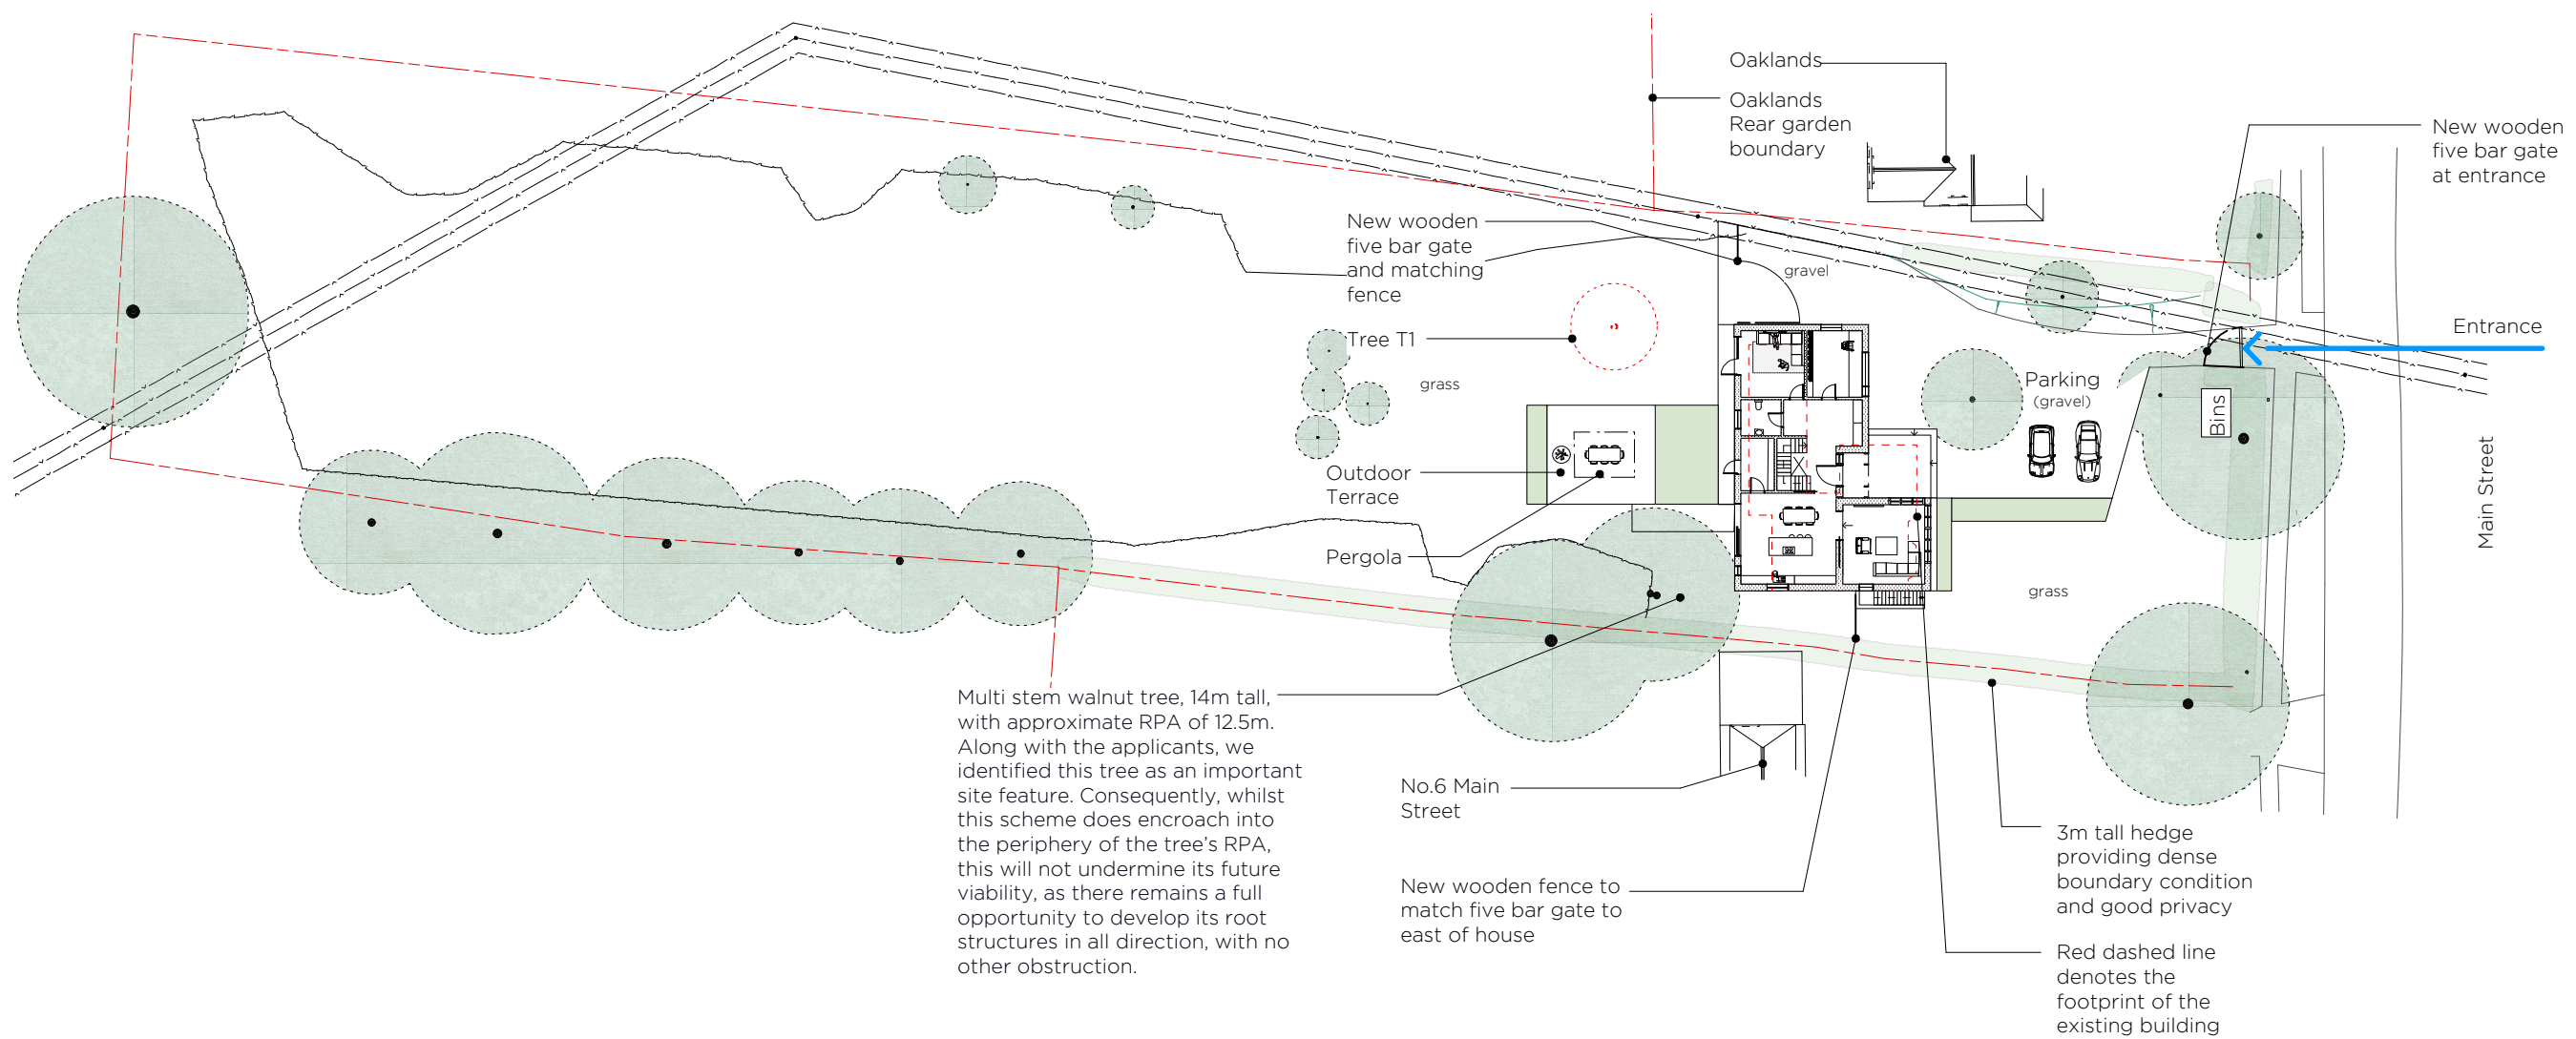 Oaklands
Oaklands
Rear garden
boundary
New wooden
five bar gate
at entrance
New wooden
five bar gate
and matching
fence
gravel
Entrance
Tree T1
grass
Parking
(gravel)
Bins
Main Street
Outdoor
Terrace
Pergola
grass
Multi stem walnut tree, 14m tall,
with approximate RPA of 12.5m.
Along with the applicants, we
identified this tree as an important
site feature. Consequently, whilst
this scheme does encroach into
the periphery of the tree's RPA,
this will not undermine its future
viability, as there remains a full
opportunity to develop its root
structures in all direction, with no
other obstruction.
No.6 Main
Street
New wooden fence to
match five bar gate to
east of house
3m tall hedge
providing dense
boundary condition
and good privacy
Red dashed line
denotes the
footprint of the
existing building